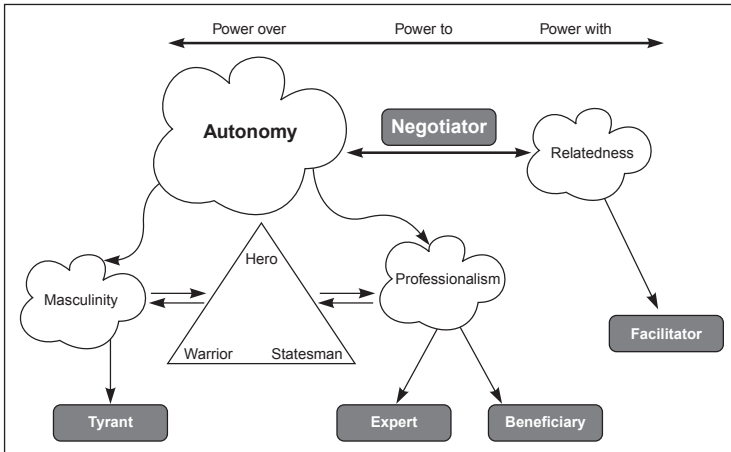 Power over Power to Power with
Autonomy
Negotiator
Relatedness
Hero
Masculinity
Professionalism
Facilitator
Warrior Statesman
Tyrant
Expert
Beneficiary